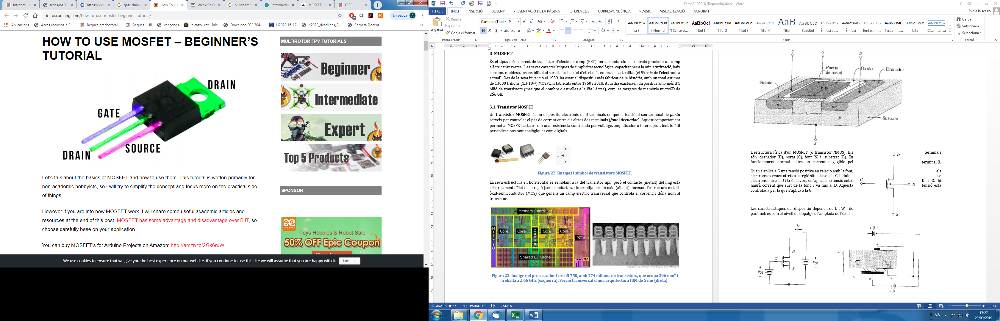 Intranet - U
transpas20
https://ww
gate drain
How To Us
Week 9a O
billion tran
Introductio
MOSFET -
GIPE
oscarliang.com/how-to-use-mosfet-beginner-tutorial/
En pausa
A
Aplicacions
Accés recursos-e C...
Beques predoctoral...
Beques - UB
cançongs
laicatxxi.cat - Inici
Download ECE 304...
H2020 16-17
h2020_deadlines_2...
Carpeta Docent
»
HOW TO USE MOSFET – BEGINNER'S
TUTORIAL
DRAIN
GATE
SOURCE
DRAIN
Let's talk about the basics of MOSFET and how to use them. This tutorial is written primarily for
non-academic hobbyists, so I will try to simplify the concept and focus more on the practical side
of things.
However if you are into how MOSFET work, I will share some useful academic articles and
resources at the end of this post. MOSFET has some advantage and disadvantage over BJT, so
choose carefully base on your application.
You can buy MOSFET's for Arduino Projects on Amazon: http://amzn.to/2Gk6ruW
MULTIROTOR FPV TUTORIALS
Beginner
Intermediate
Expert
Top 5 Products
SPONSOR
9.9
Toys Hobbies & Robot Sale
50% OFF Epic Coupon
Shop Now >>
We use cookies to ensure that we give you the best experience on our website. If you continue to use this site we will assume that you are happy with it.
I accept.
Tema2 190918 (Reparado).docx - Word
FITXER
INICI
INSERCIÓ
DISSENY
PRESENTACIÓ DE LA PÀGINA
REFERÈNCIES
CORRESPONDÈNCIA
REVISIÓ
VISUALITZACIÓ
ACROBAT
Inicia la sessió
Enganxa
Retalla
Copia
Copia el format
Porta-retalls
Cambria (Títol
9
N K S abc x₂ x²
Tipus de lletra
Paràgraf
ea 3
¶ Normal
¶ Sense es...
Títol 1
Títol 2
Títol 3
Títol 4
Títol
Subtítol
Èmfasi su...
Èmfasi
Èmfasi int...
Text en ne...
Cita
Cita intensa
Estils
Cerca
Substitueix
Selecciona
Edició
3 MOSFET
És el tipus més corrent de transistor d'efecte de camp (FET), on la conducció es controla gràcies a un camp
elèctric transversal. Les seves característiques de simplicitat tecnològica, capacitat per a la miniaturització, baix
consum, rapidesa, insensibilitat al soroll, etc. han fet d'ell el més emprat a l'actualitat (el 99.9 % de l'electrònica
actual). Des de la seva invenció el 1959, ha estat el dispositiu més fabricat de la història, amb un total estimat
de 13000 trilions (1.3·10²²) MOSFETs fabricats entre 1960 i 2018. Avui dia existeixen dispositius amb més d'1
bilió de transistors (més que el nombre d'estrelles a la Via Làctea), com les targetes de memòria microSD de
256 GB.
3.1. Transistor MOSFET
Un transistor MOSFET és un dispositiu electrònic de 3 terminals en què la tensió al seu terminal de porta
serveix per controlar el pas de corrent entre els altres dos terminals (font i drenador). Aquest comportament
permet al MOSFET actuar com una resistència controlada per voltatge, amplificador o interruptor, fent-lo útil
per aplicacions tant analògiques com digitals.
D
G
S
Figura 22. Imatges i símbol de transistors MOSFET.
La seva estructura en horitzontal és semblant a la del transistor npn, però el contacte (metall) del mig està
elèctricament aïllat de la regió (semiconductora) intermitja per un òxid (aïllant), formant l'estructura metall-
òxid-semiconductor (MOS) que genera un camp elèctric transversal que controla el corrent, i dóna nom al
transistor.
Memory Controller
Misc IO
Core
Core
Queue
Core
Core
PCIe
Shared L3 Cache
Cross-section view of the new 5-nm architecture. Credit: IBM Research
Figura 23. Imatge del processador Core i5 750, amb 774 milions de transistors, que ocupa 296 mm² i
treballa a 2.66 GHz (esquerra). Secció transversal d'una arquitectura IBM de 5 nm (dreta).
S
G
D
Puerta
de metal
Óxido
Drenador
Fuente
W
n+
n+
L
p
Sustrato
B
L'estructura física d'un MOSFET (o transistor NMOS). Els terminals
són: drenador (D), porta (G), font (S) i substrat (B). En
funcionament normal, entra un corrent negligible pel terminal B.
Quan s'aplica a G una tensió positiva en relació amb la font, els
electrons es veuen atrets a la regió situada sota la G, induint- se
electrons entre el D i la S. Llavors si s'aplica una tensió entre D i S, hi
haurà corrent que surt de la font, i va fins al D. Aquesta tensió està
controlada per la que s'aplica a la G.
D
G
B
S
Les característiques del dispositiu depenen de L i W i de
paràmetres com el nivell de dopatge o l'amplada de l'òxid.
iD
D
G
S
+
vDS
−
+
vGS
−
PÀGINA 13 DE 37
9411 PARAULES
CATALÀ
114%
CA
17:27
20/09/2019